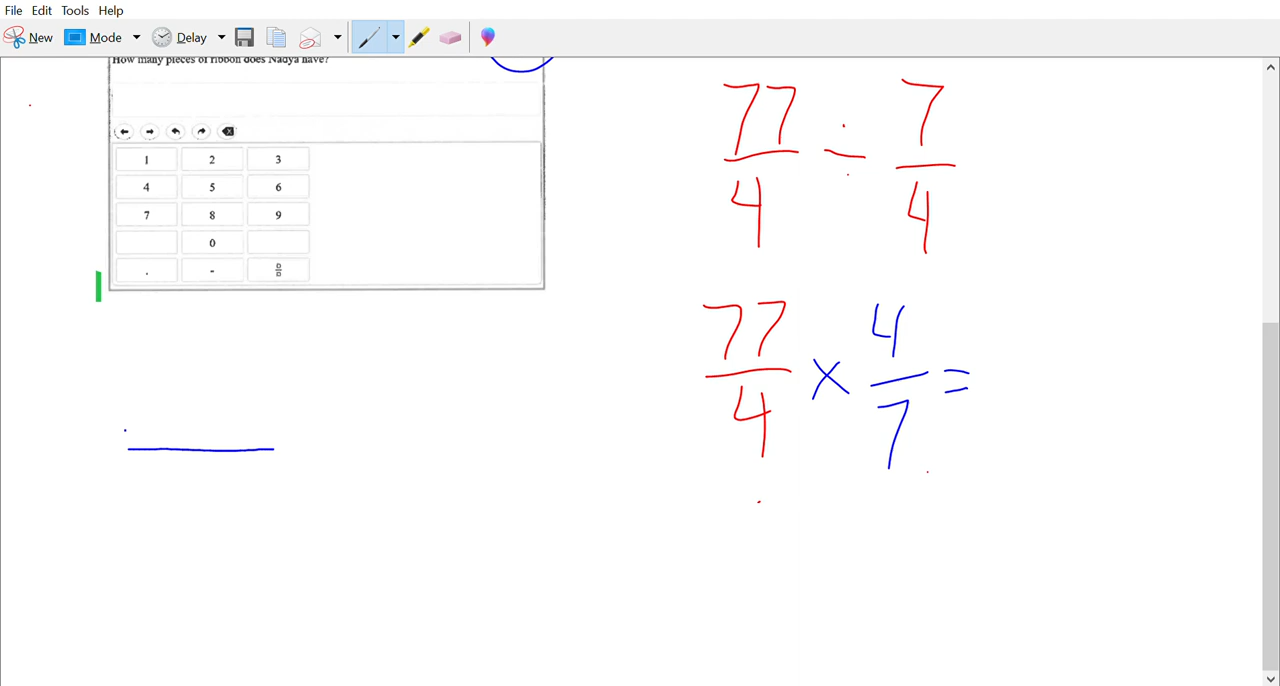 File Edit Tools Help
New Mode Delay
How many pieces of ribbon does Nadya have?
1 2 3
4 5 6
7 8 9
0
. -
77/4 ÷ 7/4
77/4 × 4/7 =